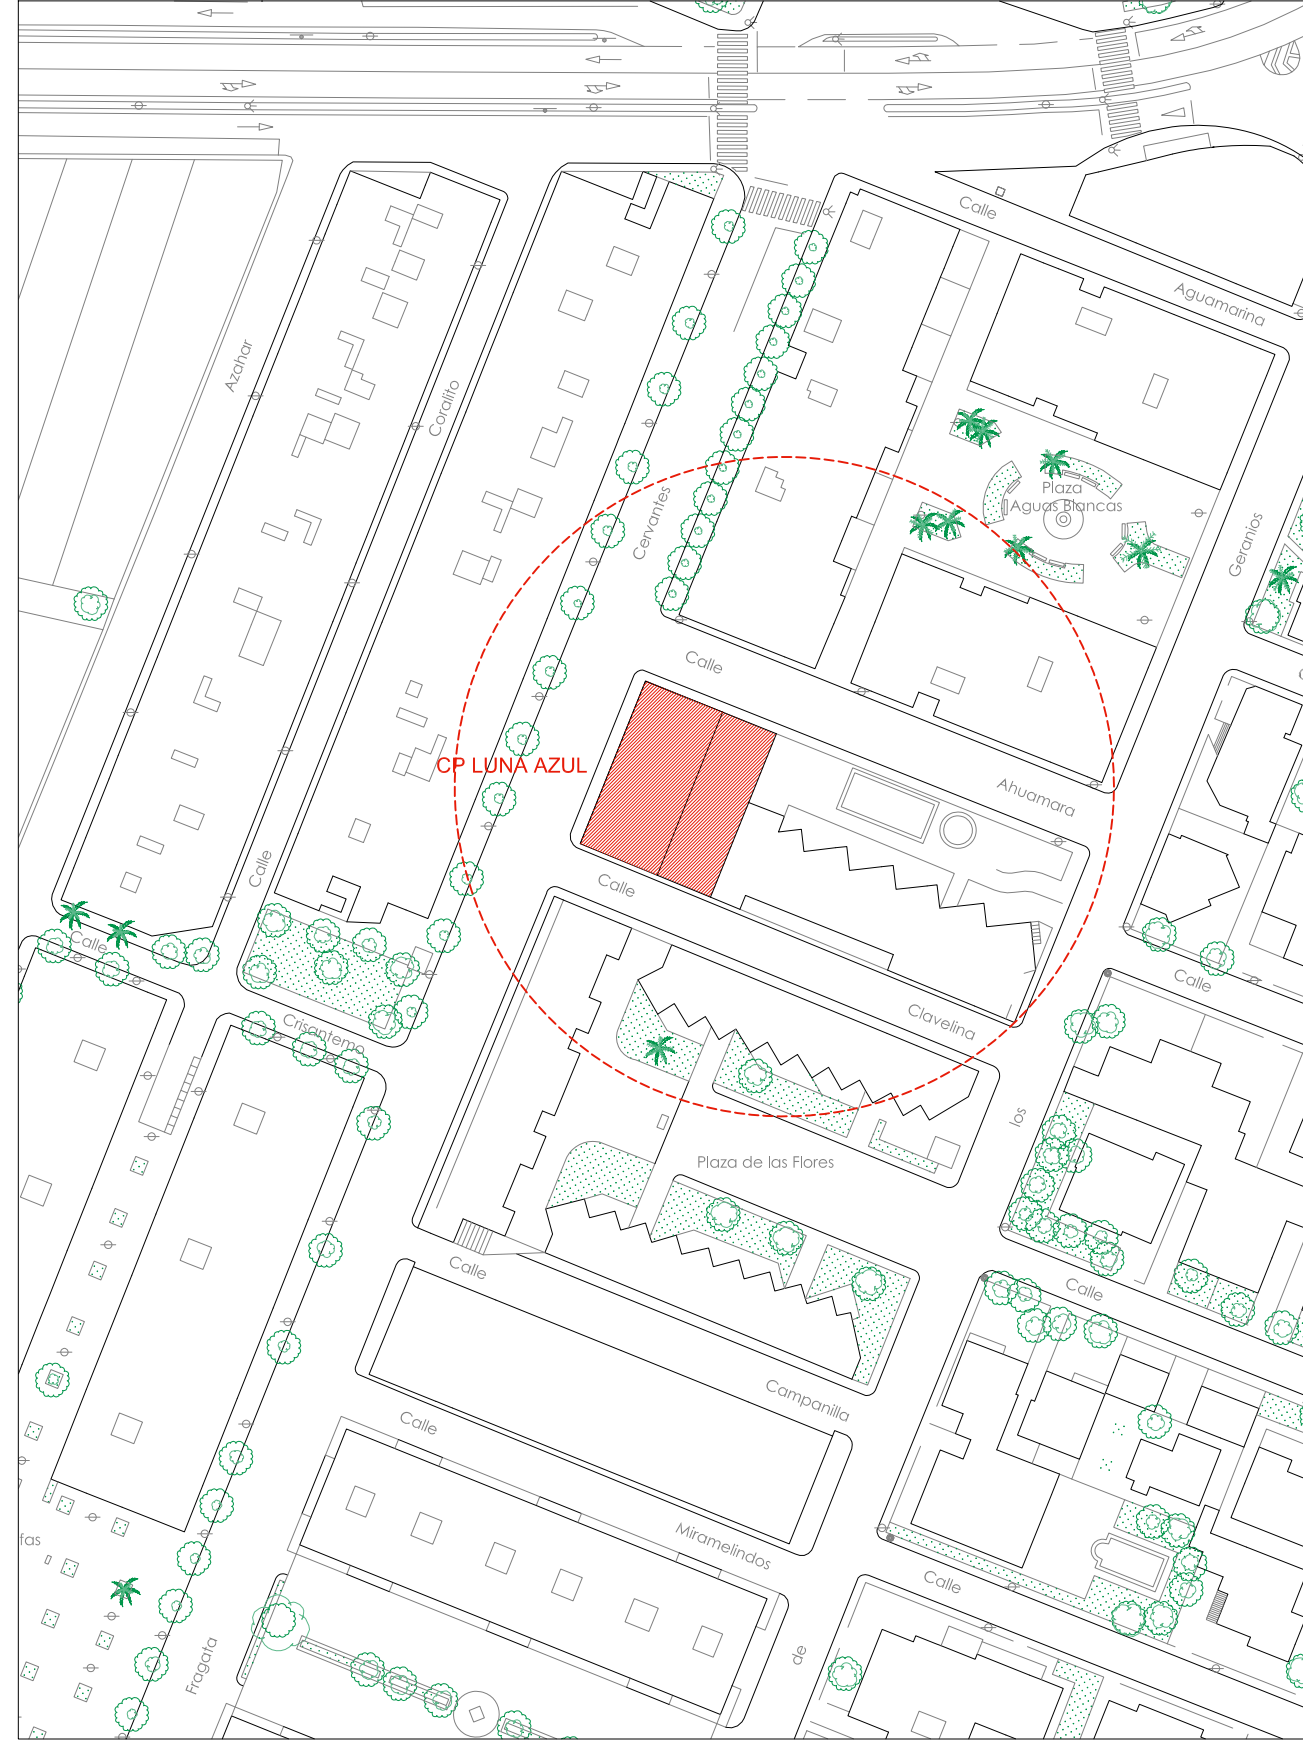 Calle
Aguamarina
Azahar
Coralito
Cervantes
Plaza
Aguas Blancas
Geranios
Calle
CP LUNA AZUL
Ahuamara
Calle
Calle
Calle
Calle
Clavelina
Crisantemo
los
Plaza de las Flores
Calle
Calle
Campanilla
Calle
Miramelindos
fas
Calle
Fragata
de